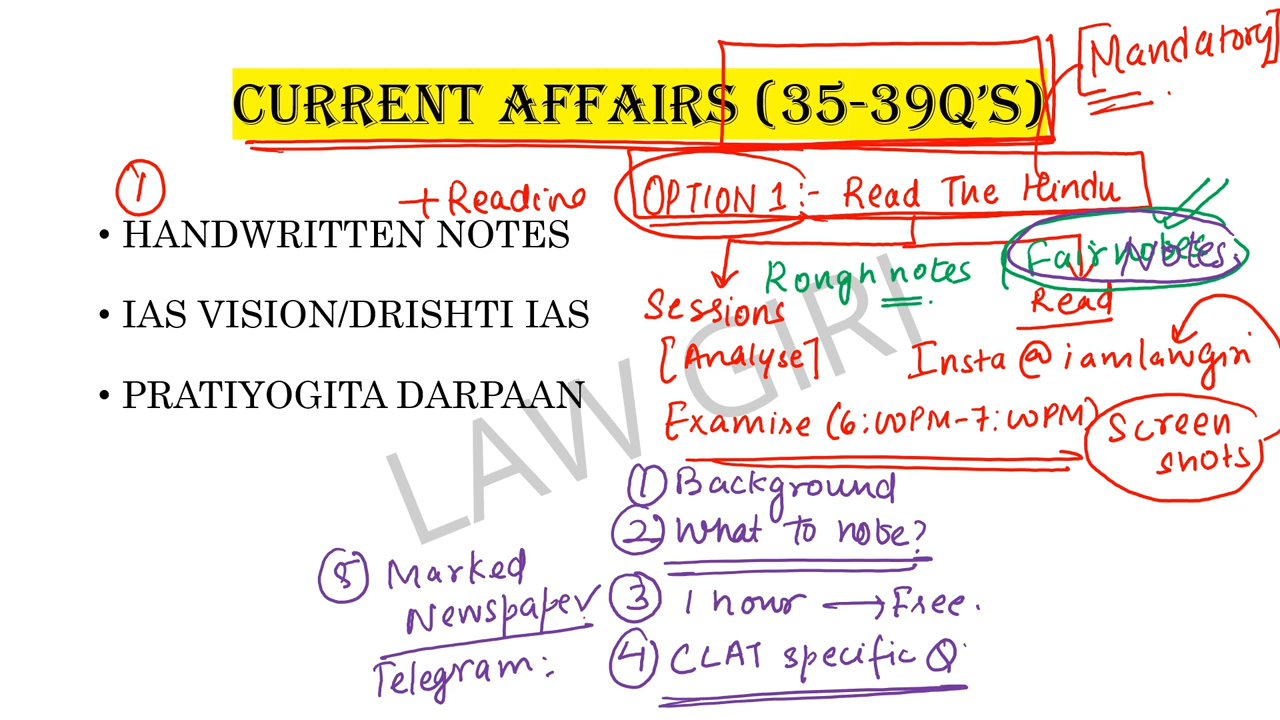 [Mandatory]
CURRENT AFFAIRS (35-39Q'S)
1
+ Reading
OPTION 1:- Read The Hindu
• HANDWRITTEN NOTES
Rough notes
Fair notes
Notes
• IAS VISION/DRISHTI IAS
Sessions
[Analyse]
Read
Insta @iamlawgiri
• PRATIYOGITA DARPAAN
Examise (6:00PM-7:00PM)
Screen
shots
LAW GIRI
① Background
② What To note?
③ 1 hour → Free.
④ CLAT specific Q.
⑤ Marked
Newspaper
Telegram: